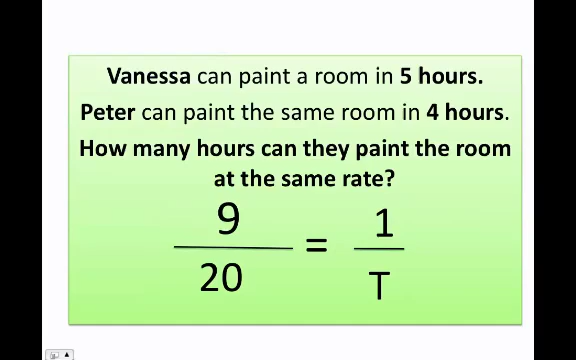 Vanessa can paint a room in 5 hours.
Peter can paint the same room in 4 hours.
How many hours can they paint the room
at the same rate?
9/20 = 1/T